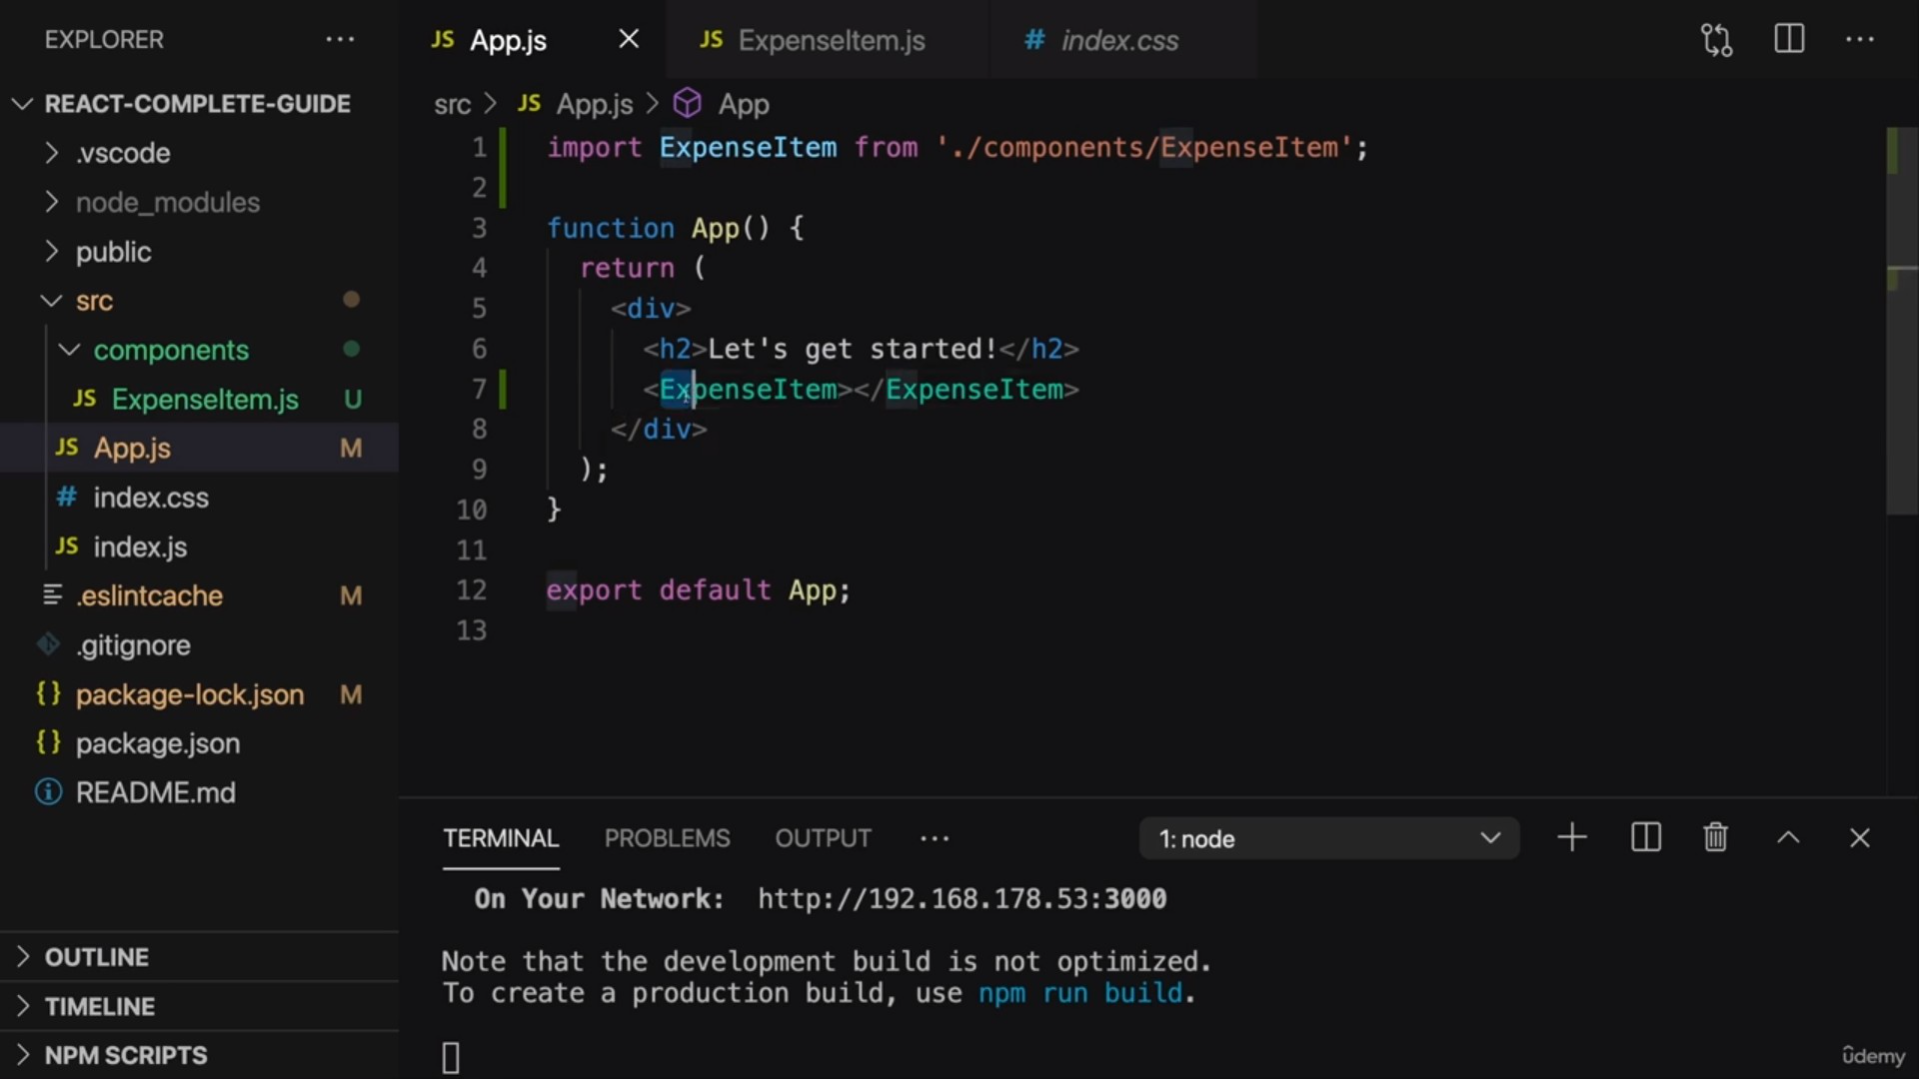 EXPLORER
REACT-COMPLETE-GUIDE
.vscode
node_modules
public
src
components
JS ExpenseItem.js U
JS App.js M
# index.css
JS index.js
.eslintcache M
.gitignore
{} package-lock.json M
{} package.json
README.md
OUTLINE
TIMELINE
NPM SCRIPTS
JS App.js
JS ExpenseItem.js
# index.css
src > JS App.js > App
1 import ExpenseItem from './components/ExpenseItem';
2
3 function App() {
4 return (
5 <div>
6 <h2>Let's get started!</h2>
7 <ExpenseItem></ExpenseItem>
8 </div>
9 );
10 }
11
12 export default App;
13
TERMINAL PROBLEMS OUTPUT ... 1: node
On Your Network: http://192.168.178.53:3000
Note that the development build is not optimized.
To create a production build, use npm run build.
ûdemy